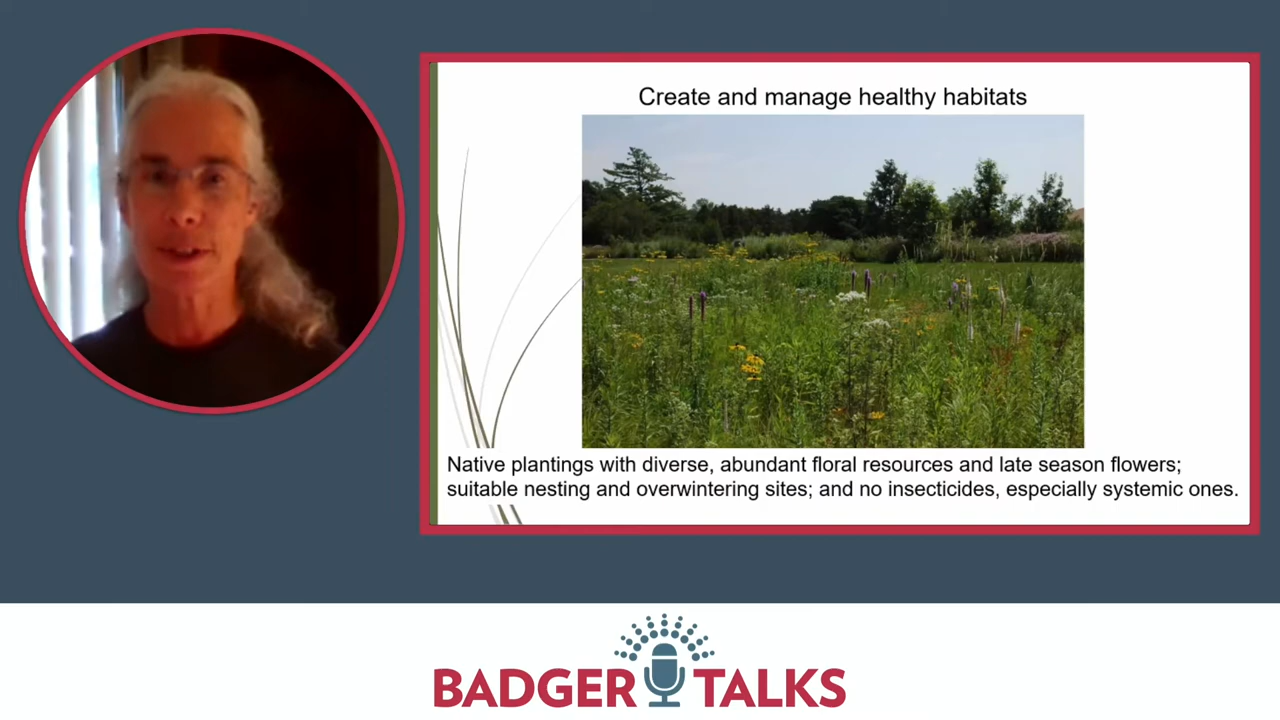 Create and manage healthy habitats
Native plantings with diverse, abundant floral resources and late season flowers;
suitable nesting and overwintering sites; and no insecticides, especially systemic ones.
BADGER TALKS